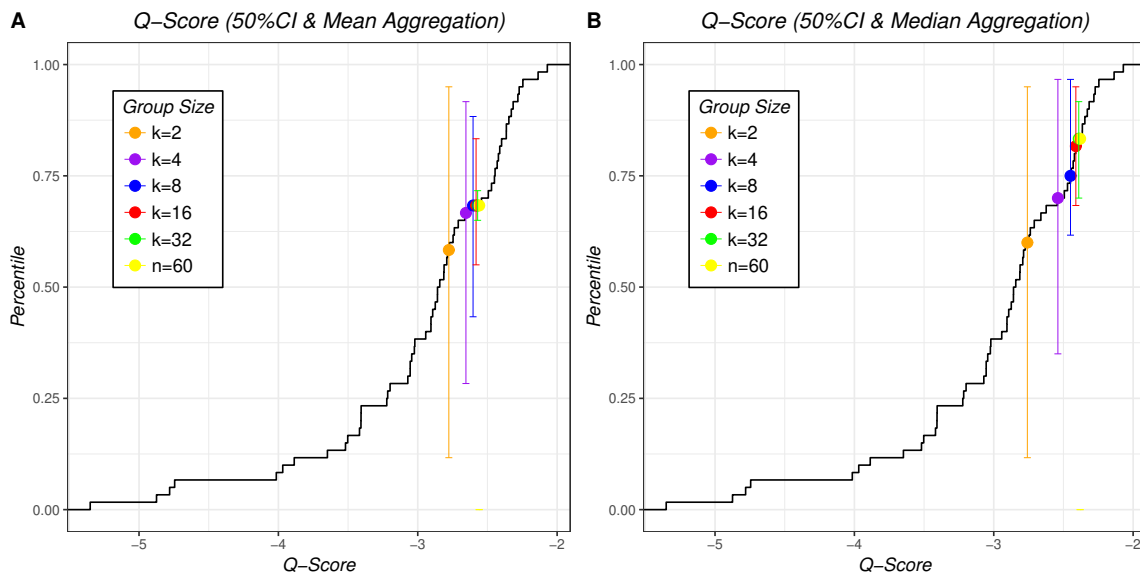 A
Q−Score (50%CI & Mean Aggregation)
Percentile
1.00
0.75
0.50
0.25
0.00
Group Size
k=2
k=4
k=8
k=16
k=32
n=60
−5
−4
−3
−2
Q−Score
B
Q−Score (50%CI & Median Aggregation)
Percentile
1.00
0.75
0.50
0.25
0.00
Group Size
k=2
k=4
k=8
k=16
k=32
n=60
−5
−4
−3
−2
Q−Score